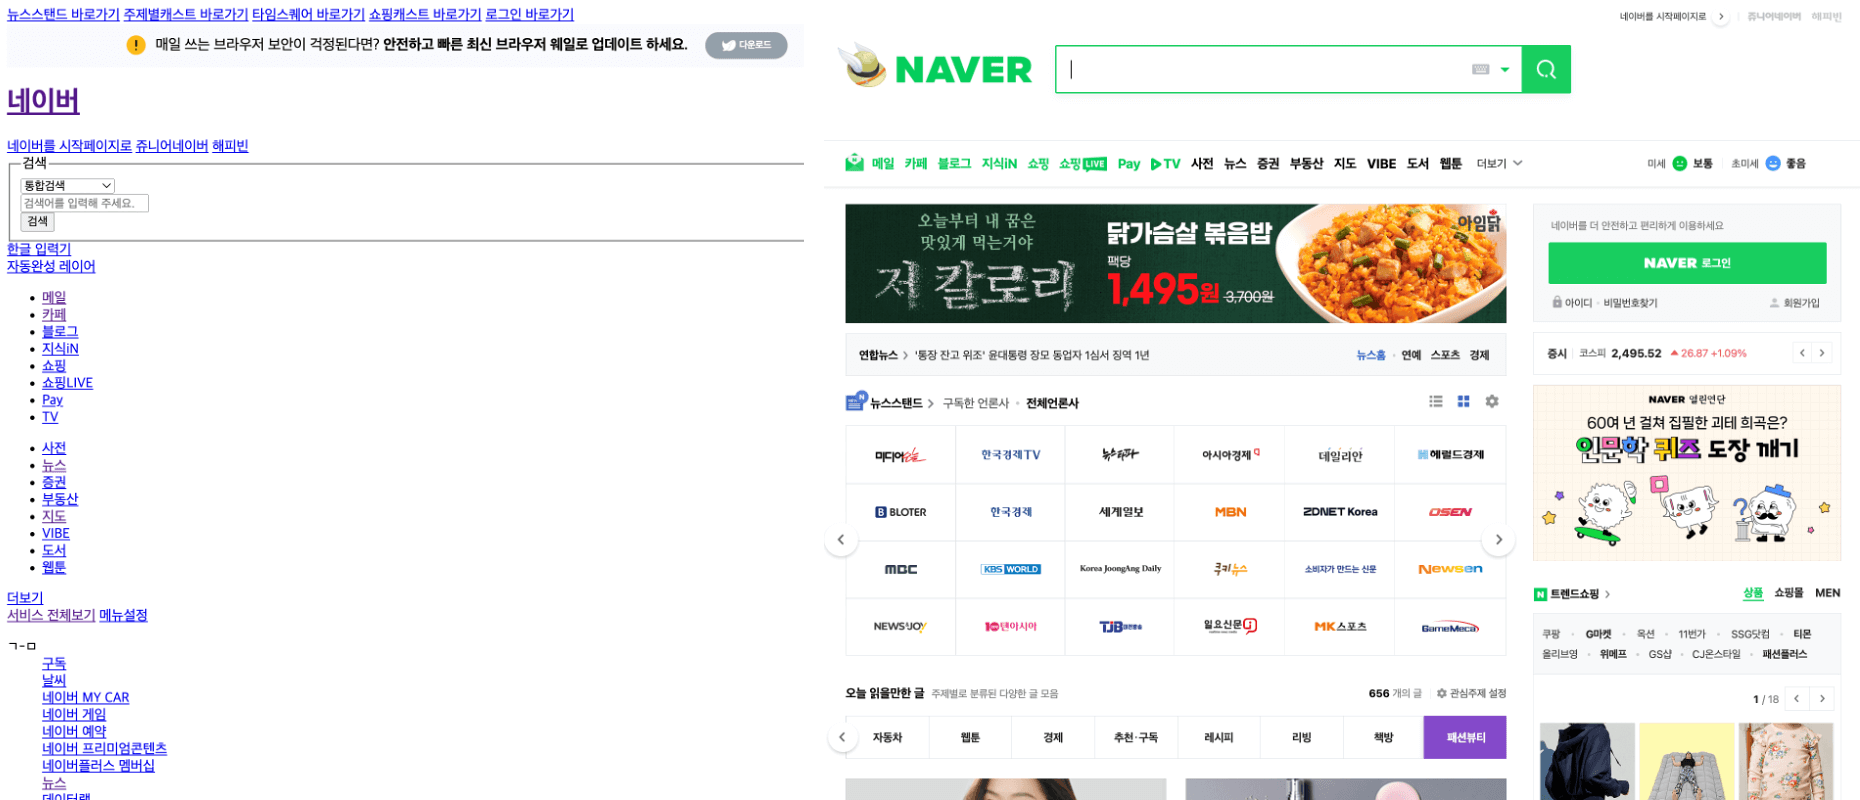 뉴스스탠드 바로가기 주제별캐스트 바로가기 타임스퀘어 바로가기 쇼핑캐스트 바로가기 로그인 바로가기
매일 쓰는 브라우저 보안이 걱정된다면? 안전하고 빠른 최신 브라우저 웨일로 업데이트 하세요. 다운로드
네이버
네이버를 시작페이지로 쥬니어네이버 해피빈
검색
통합검색
검색어를 입력해 주세요.
검색
한글 입력기
자동완성 레이어
메일
카페
블로그
지식iN
쇼핑
쇼핑LIVE
Pay
TV
사전
뉴스
증권
부동산
지도
VIBE
도서
웹툰
더보기
서비스 전체보기 메뉴설정
ㄱ-ㅁ
구독
날씨
네이버 MY CAR
네이버 게임
네이버 예약
네이버 프리미엄콘텐츠
네이버플러스 멤버십
뉴스
데이터랩
네이버를 시작페이지로 쥬니어네이버 해피빈
NAVER
메일 카페 블로그 지식iN 쇼핑 쇼핑LIVE Pay TV 사전 뉴스 증권 부동산 지도 VIBE 도서 웹툰 더보기
미세 보통 초미세 좋음
오늘부터 내 꿈은
맛있게 먹는거야
저 칼로리
닭가슴살 볶음밥
팩당
1,495원 3,700원
아임닭
연합뉴스 '통장 잔고 위조' 윤대통령 장모 동업자 1심서 징역 1년
뉴스홈 연예 스포츠 경제
뉴스스탠드 구독한 언론사 전체언론사
미디어오늘 한국경제TV 뉴스타파 아시아경제 데일리안 헤럴드경제
BLOTER 한국경제 세계일보 MBN ZDNET Korea OSEN
MBC KBS WORLD Korea JoongAng Daily 쿠키뉴스 소비자가 만드는 신문 Newsen
NEWS&JOY 10텐아시아 TJB대전방송 일요신문 MK스포츠 GameMeca
오늘 읽을만한 글 주제별로 분류된 다양한 글 모음
656 개의 글 관심주제 설정
자동차 웹툰 경제 추천·구독 레시피 리빙 책방 패션뷰티
네이버를 더 안전하고 편리하게 이용하세요
NAVER 로그인
아이디 비밀번호찾기 회원가입
증시 코스피 2,495.52 26.87 +1.09%
NAVER 열린연단
60여 년 걸쳐 집필한 괴테 희곡은?
인문학 퀴즈 도장 깨기
트렌드쇼핑 상품 쇼핑몰 MEN
쿠팡 G마켓 옥션 11번가 SSG닷컴 티몬
올리브영 위메프 GS샵 CJ온스타일 패션플러스
1 / 18